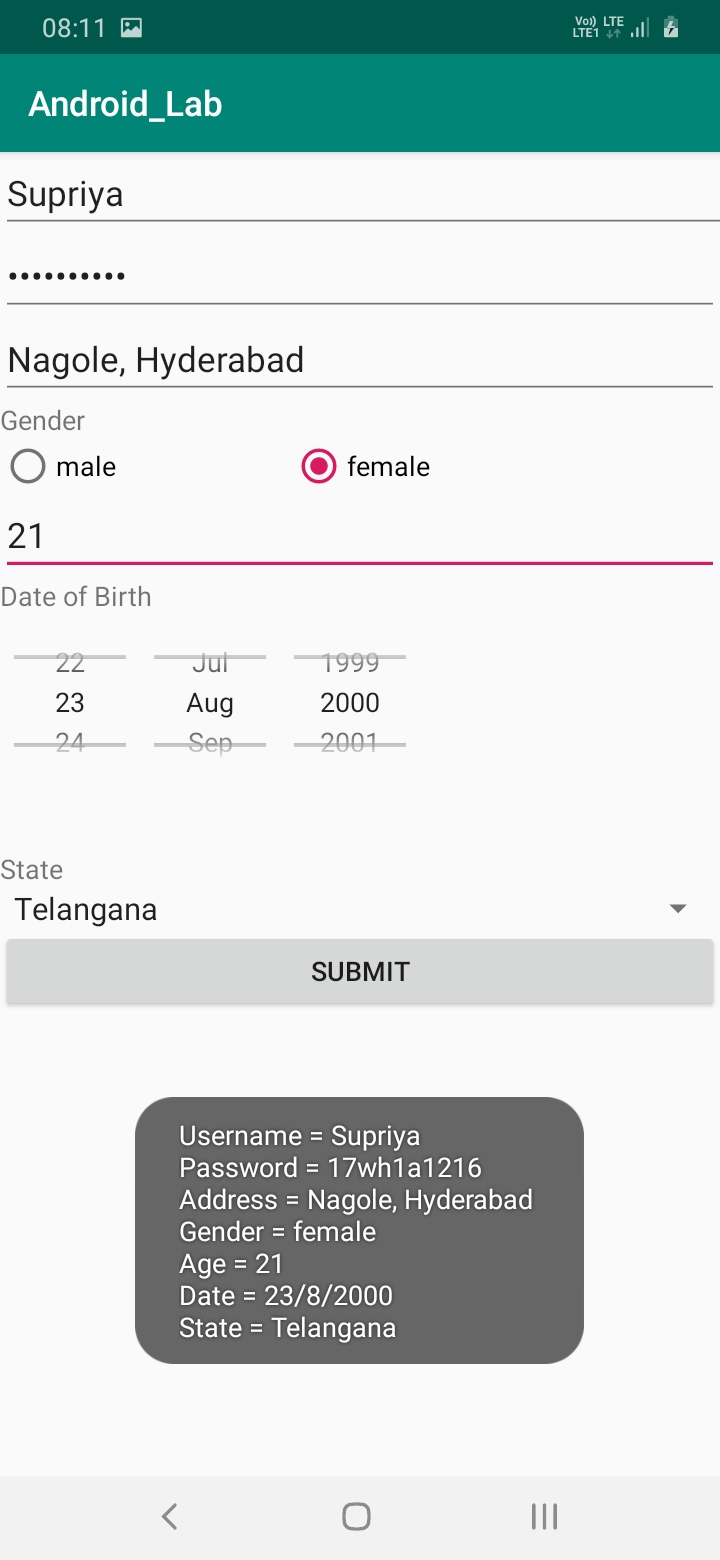 08:11
Vo)) LTE
LTE1
Android_Lab
Supriya
••••••••••
Nagole, Hyderabad
Gender
male female
21
Date of Birth
22 Jul 1999
23 Aug 2000
24 Sep 2001
State
Telangana
SUBMIT
Username = Supriya
Password = 17wh1a1216
Address = Nagole, Hyderabad
Gender = female
Age = 21
Date = 23/8/2000
State = Telangana